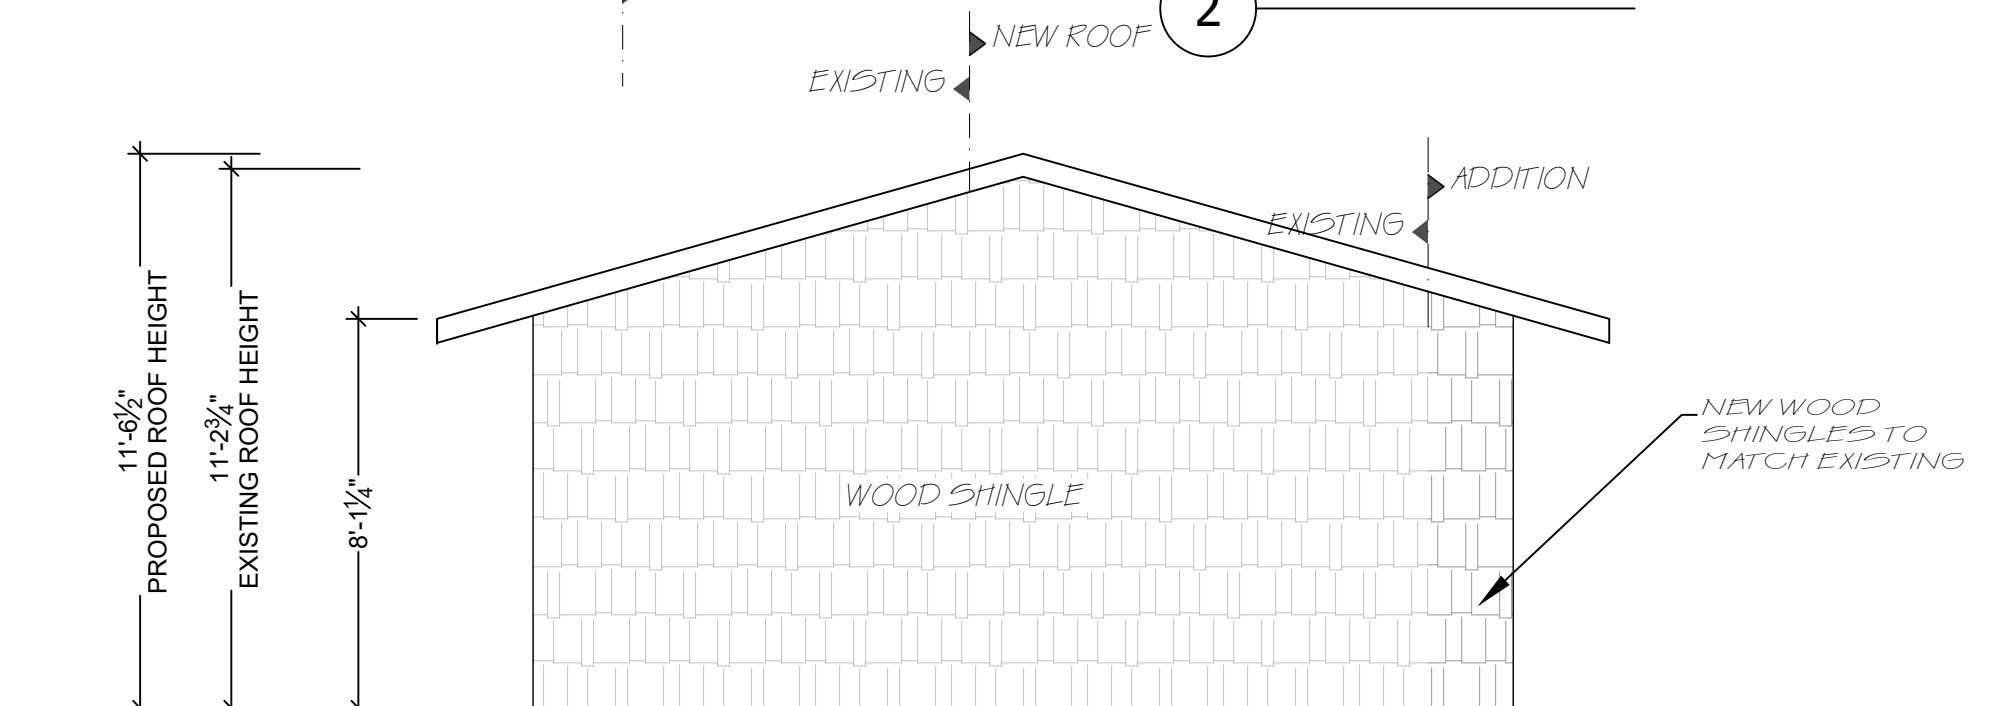 2
NEW ROOF
EXISTING
ADDITION
EXISTING
11'-6½"
PROPOSED ROOF HEIGHT
11'-2¾"
EXISTING ROOF HEIGHT
8'-1¼"
WOOD SHINGLE
NEW WOOD
SHINGLES TO
MATCH EXISTING